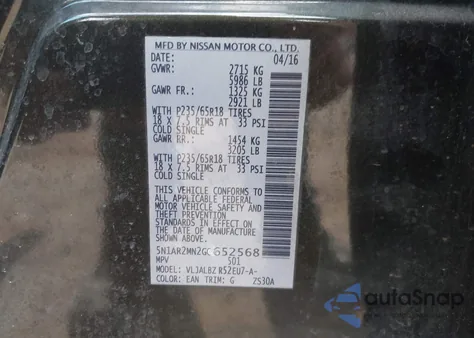 MFD BY NISSAN MOTOR CO., LTD.
DATE: 04/16
GVWR: 2715 KG
5986 LB
GAWR FR.: 1325 KG
2921 LB
WITH P235/65R18 TIRES
18 X 7.5 RIMS AT 33 PSI
COLD SINGLE
GAWR RR.: 1454 KG
3205 LB
WITH P235/65R18 TIRES
18 X 7.5 RIMS AT 33 PSI
COLD SINGLE
THIS VEHICLE CONFORMS TO
ALL APPLICABLE FEDERAL
MOTOR VEHICLE SAFETY AND
THEFT PREVENTION
STANDARDS IN EFFECT ON
THE DATE OF MANUFACTURE
SHOWN ABOVE.
5N1AR2MN2GC652568
MPV S01
MODEL: VLJALBZ R52EU7-A-
COLOR: EAN TRIM: G ZS30A
autoSnap